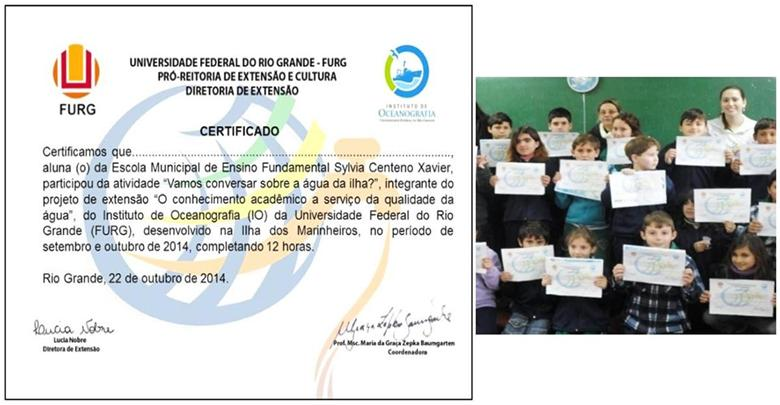 UNIVERSIDADE FEDERAL DO RIO GRANDE - FURG
PRÓ-REITORIA DE EXTENSÃO E CULTURA
DIRETORIA DE EXTENSÃO
FURG
INSTITUTO DE
OCEANOGRAFIA
CERTIFICADO
Certificamos que...............................................................................................,
aluna (o) da Escola Municipal de Ensino Fundamental Sylvia Centeno Xavier,
participou da atividade “Vamos conversar sobre a água da ilha?”, integrante do
projeto de extensão “O conhecimento acadêmico a serviço da qualidade da
água”, do Instituto de Oceanografia (IO) da Universidade Federal do Rio
Grande (FURG), desenvolvido na Ilha dos Marinheiros, no período de
setembro e outubro de 2014, completando 12 horas.
Rio Grande, 22 de outubro de 2014.
Lucia Nobre
Lucia Nobre
Diretora de Extensão
Prof. Msc. Maria da Graça Zepka Baumgarten
Coordenadora